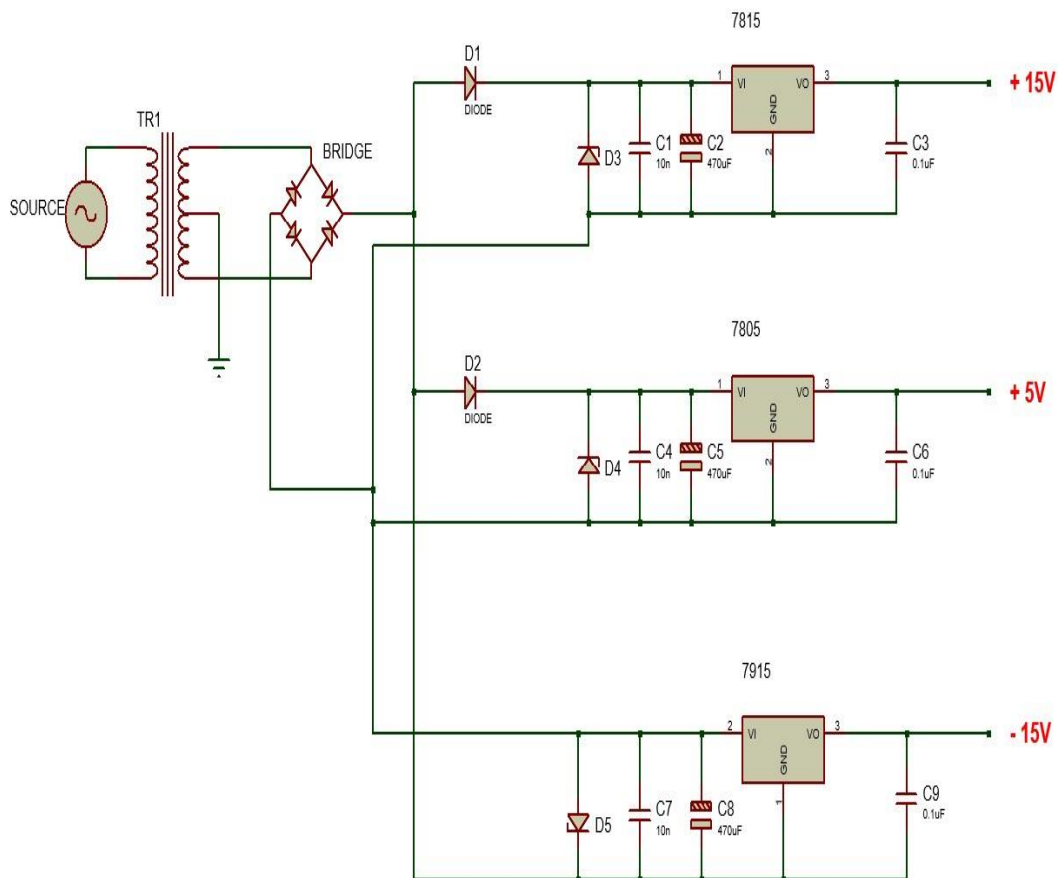 7815
D1
DIODE
1
VI
VO
3
GND
2
+ 15V
TR1
BRIDGE
SOURCE
D3
C1
10n
C2
470uF
C3
0.1uF
7805
D2
DIODE
1
VI
VO
3
GND
2
+ 5V
D4
C4
10n
C5
470uF
C6
0.1uF
7915
2
VI
VO
3
GND
1
- 15V
D5
C7
10n
C8
470uF
C9
0.1uF